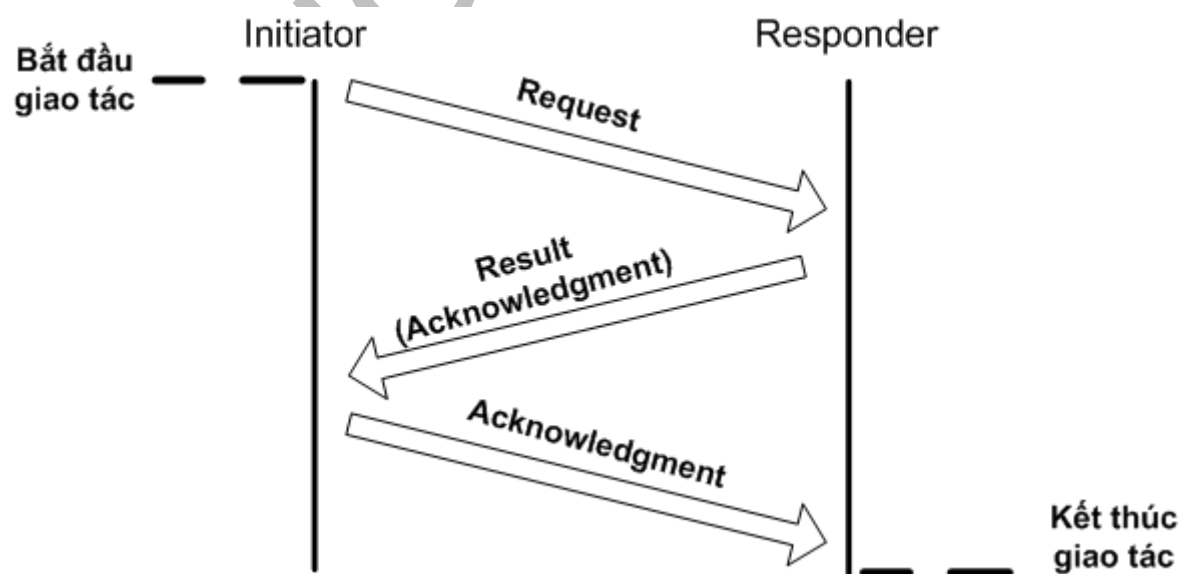 Initiator
Responder
Bắt đầu
giao tác
Request
Result
(Acknowledgment)
Acknowledgment
Kết thúc
giao tác